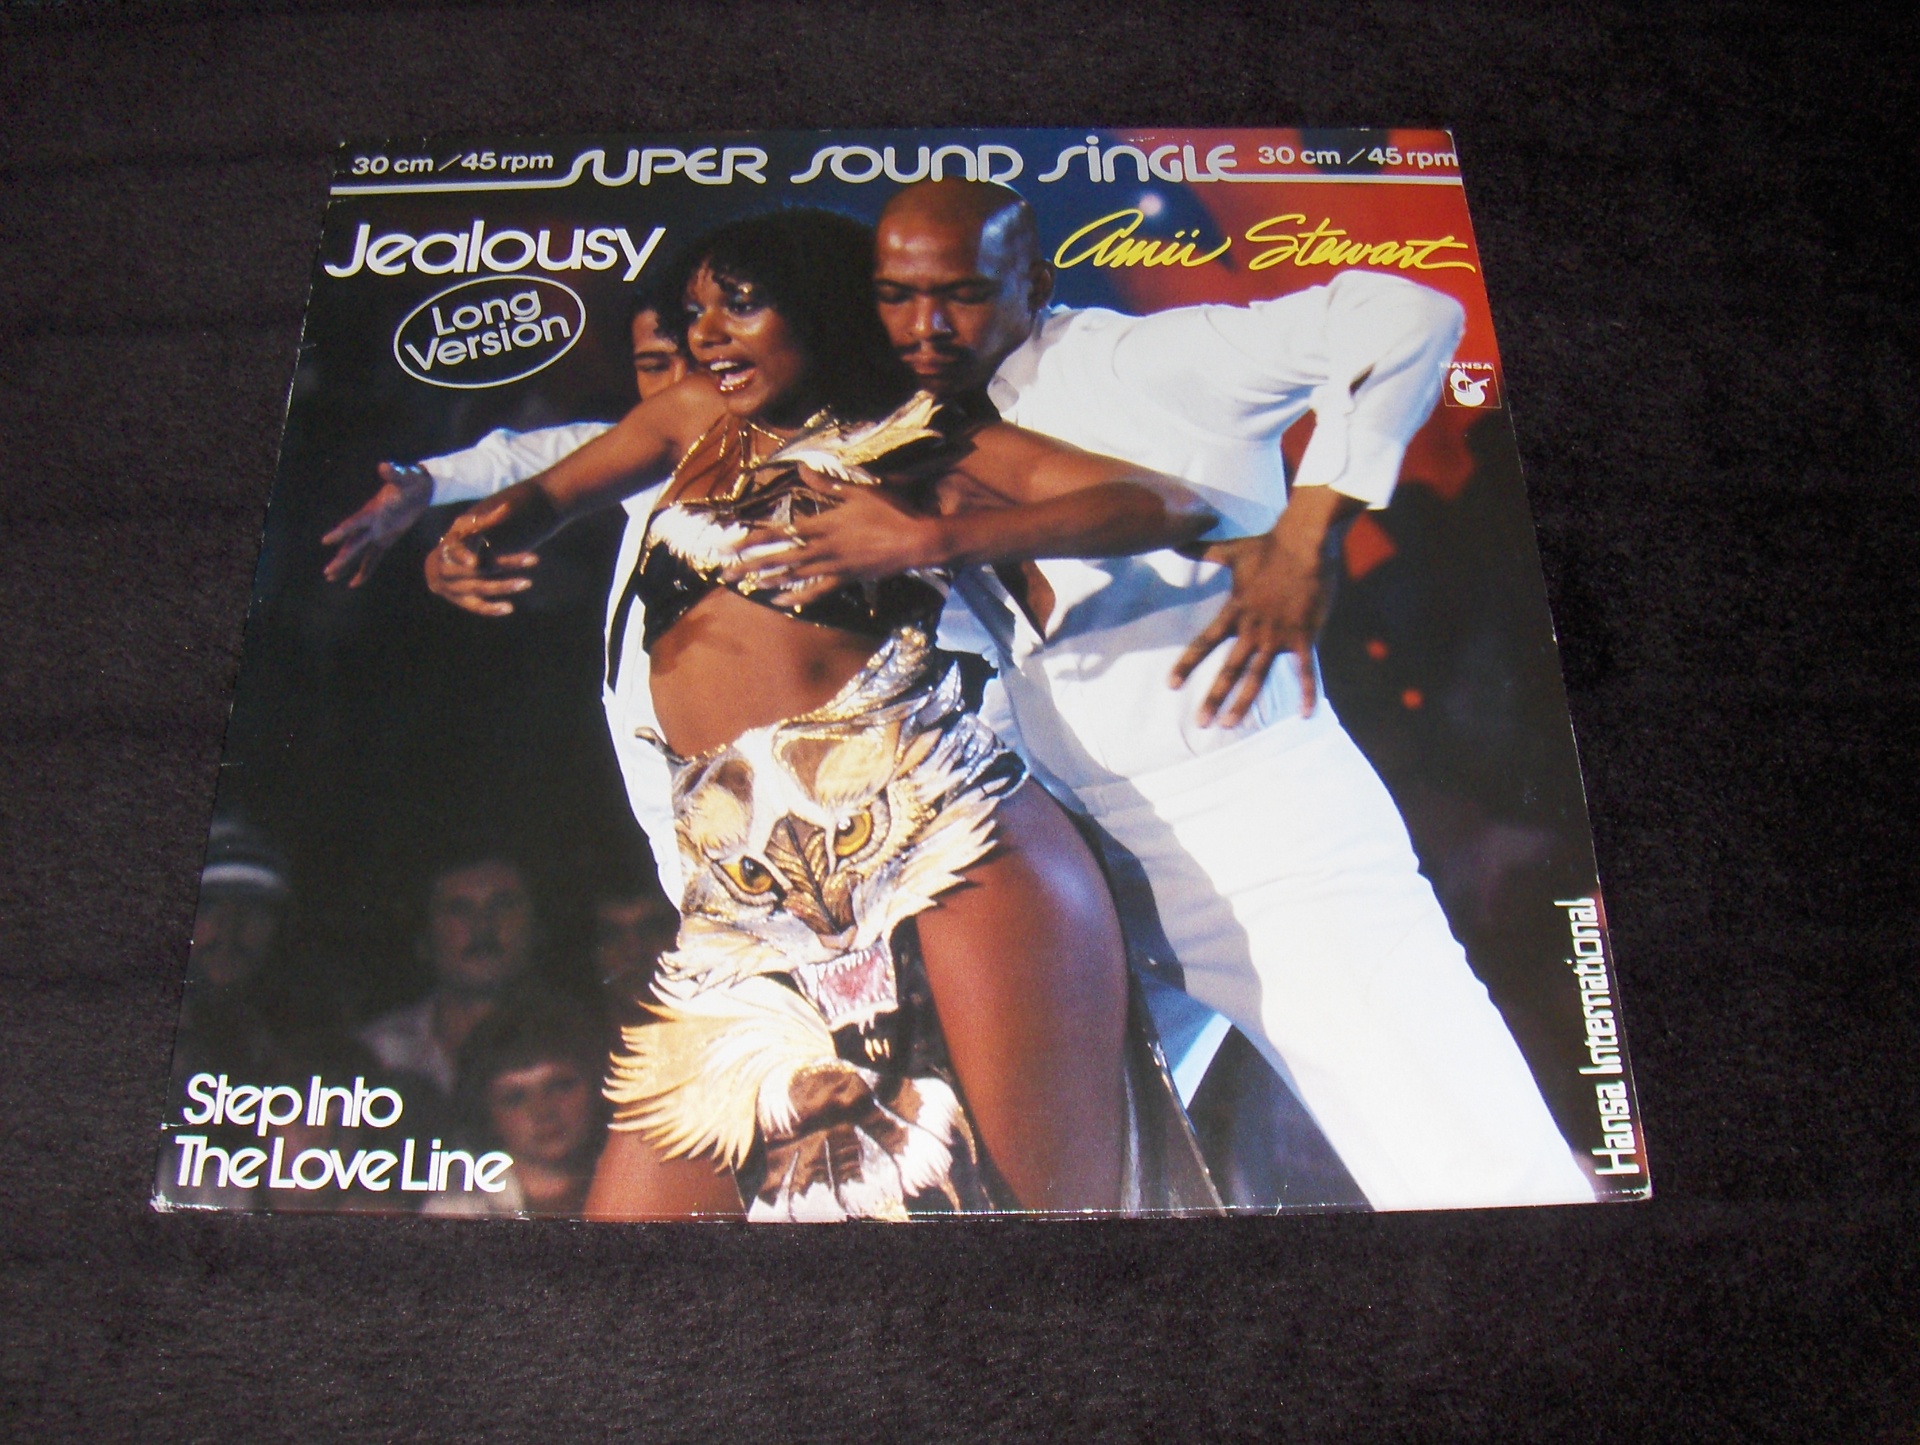 30 cm/45 rpm SUPER SOUND SINGLE 30 cm/45 rpm
Jealousy
Amii Stewart
Long
Version
HANSA
Hansa International
Step Into
The Love Line